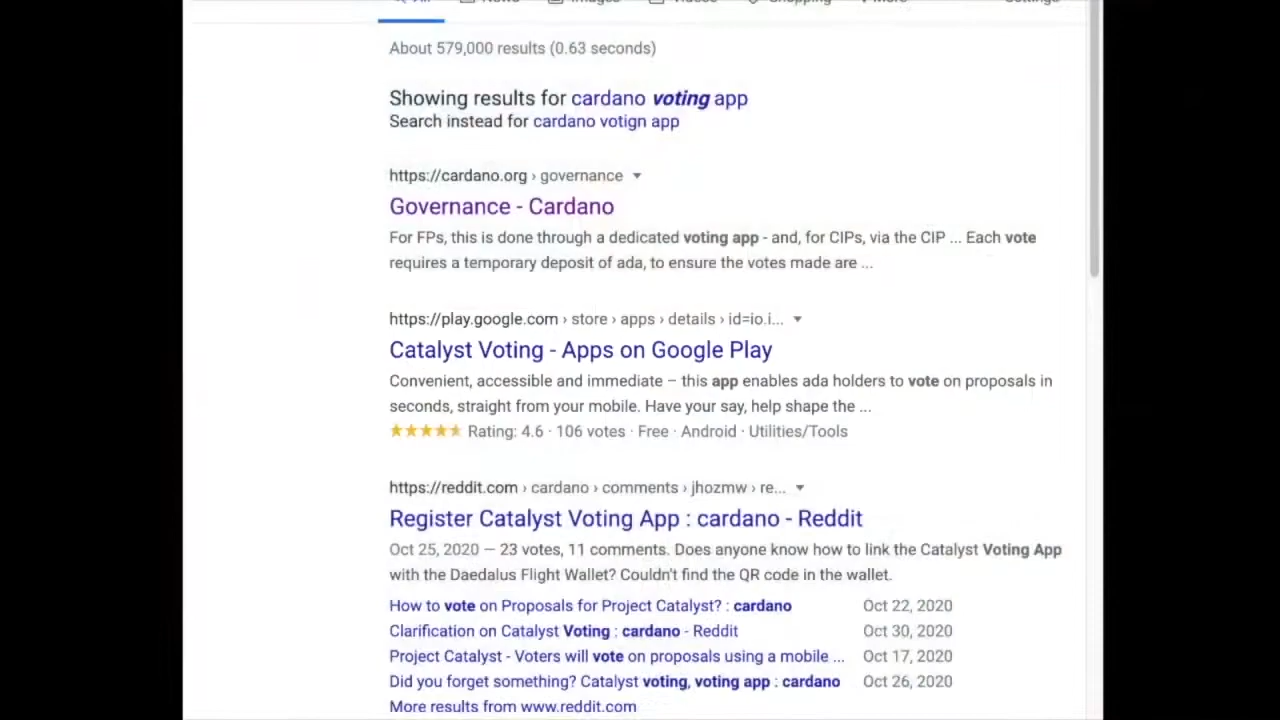 All News Images Videos Shopping More Settings
About 579,000 results (0.63 seconds)
Showing results for cardano voting app
Search instead for cardano votign app
https://cardano.org › governance
Governance - Cardano
For FPs, this is done through a dedicated voting app - and, for CIPs, via the CIP ... Each vote
requires a temporary deposit of ada, to ensure the votes made are ...
https://play.google.com › store › apps › details › id=io.i...
Catalyst Voting - Apps on Google Play
Convenient, accessible and immediate – this app enables ada holders to vote on proposals in
seconds, straight from your mobile. Have your say, help shape the ...
Rating: 4.6 · 106 votes · Free · Android · Utilities/Tools
https://reddit.com › cardano › comments › jhozmw › re...
Register Catalyst Voting App : cardano - Reddit
Oct 25, 2020 — 23 votes, 11 comments. Does anyone know how to link the Catalyst Voting App
with the Daedalus Flight Wallet? Couldn't find the QR code in the wallet.
How to vote on Proposals for Project Catalyst? : cardano Oct 22, 2020
Clarification on Catalyst Voting : cardano - Reddit Oct 30, 2020
Project Catalyst - Voters will vote on proposals using a mobile ... Oct 17, 2020
Did you forget something? Catalyst voting, voting app : cardano Oct 26, 2020
More results from www.reddit.com